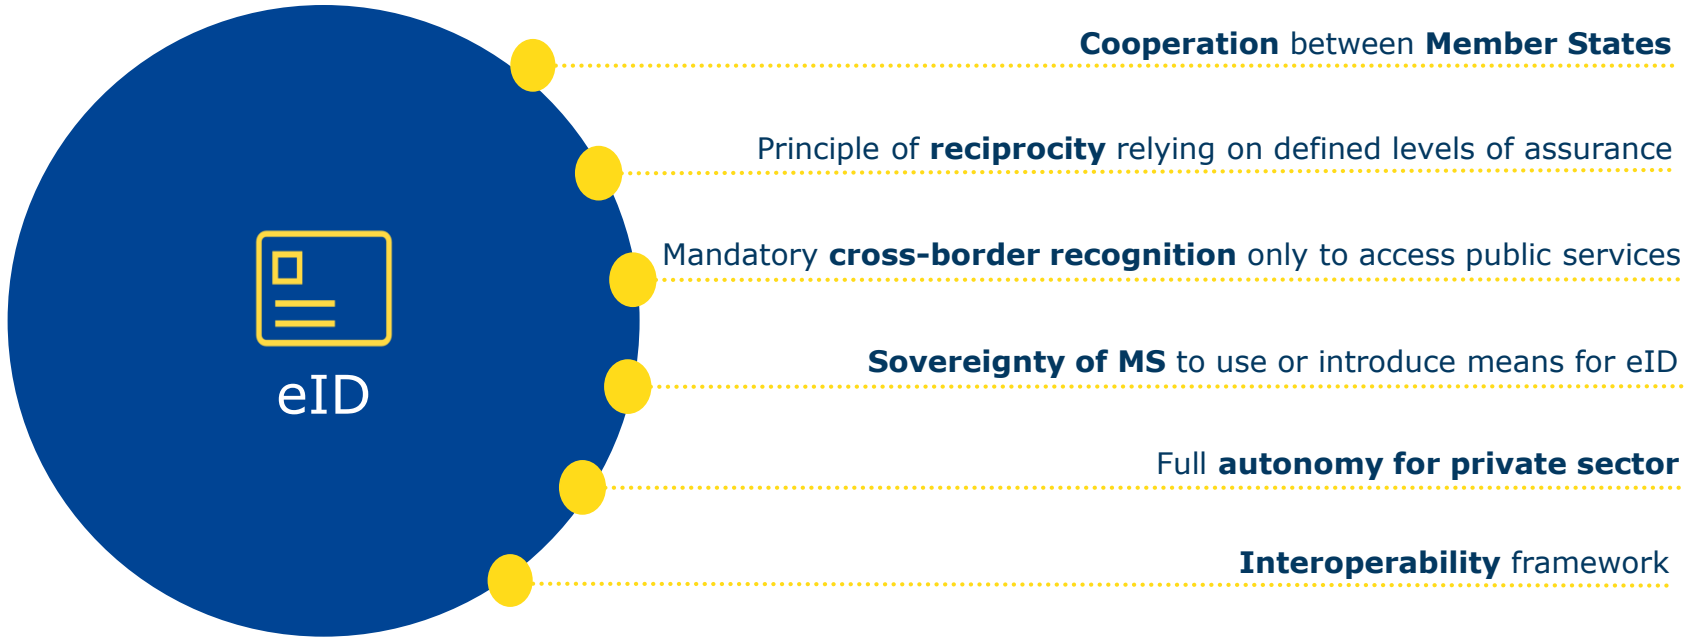 Cooperation between Member States
Principle of reciprocity relying on defined levels of assurance
Mandatory cross-border recognition only to access public services
Sovereignty of MS to use or introduce means for eID
eID
Full autonomy for private sector
Interoperability framework